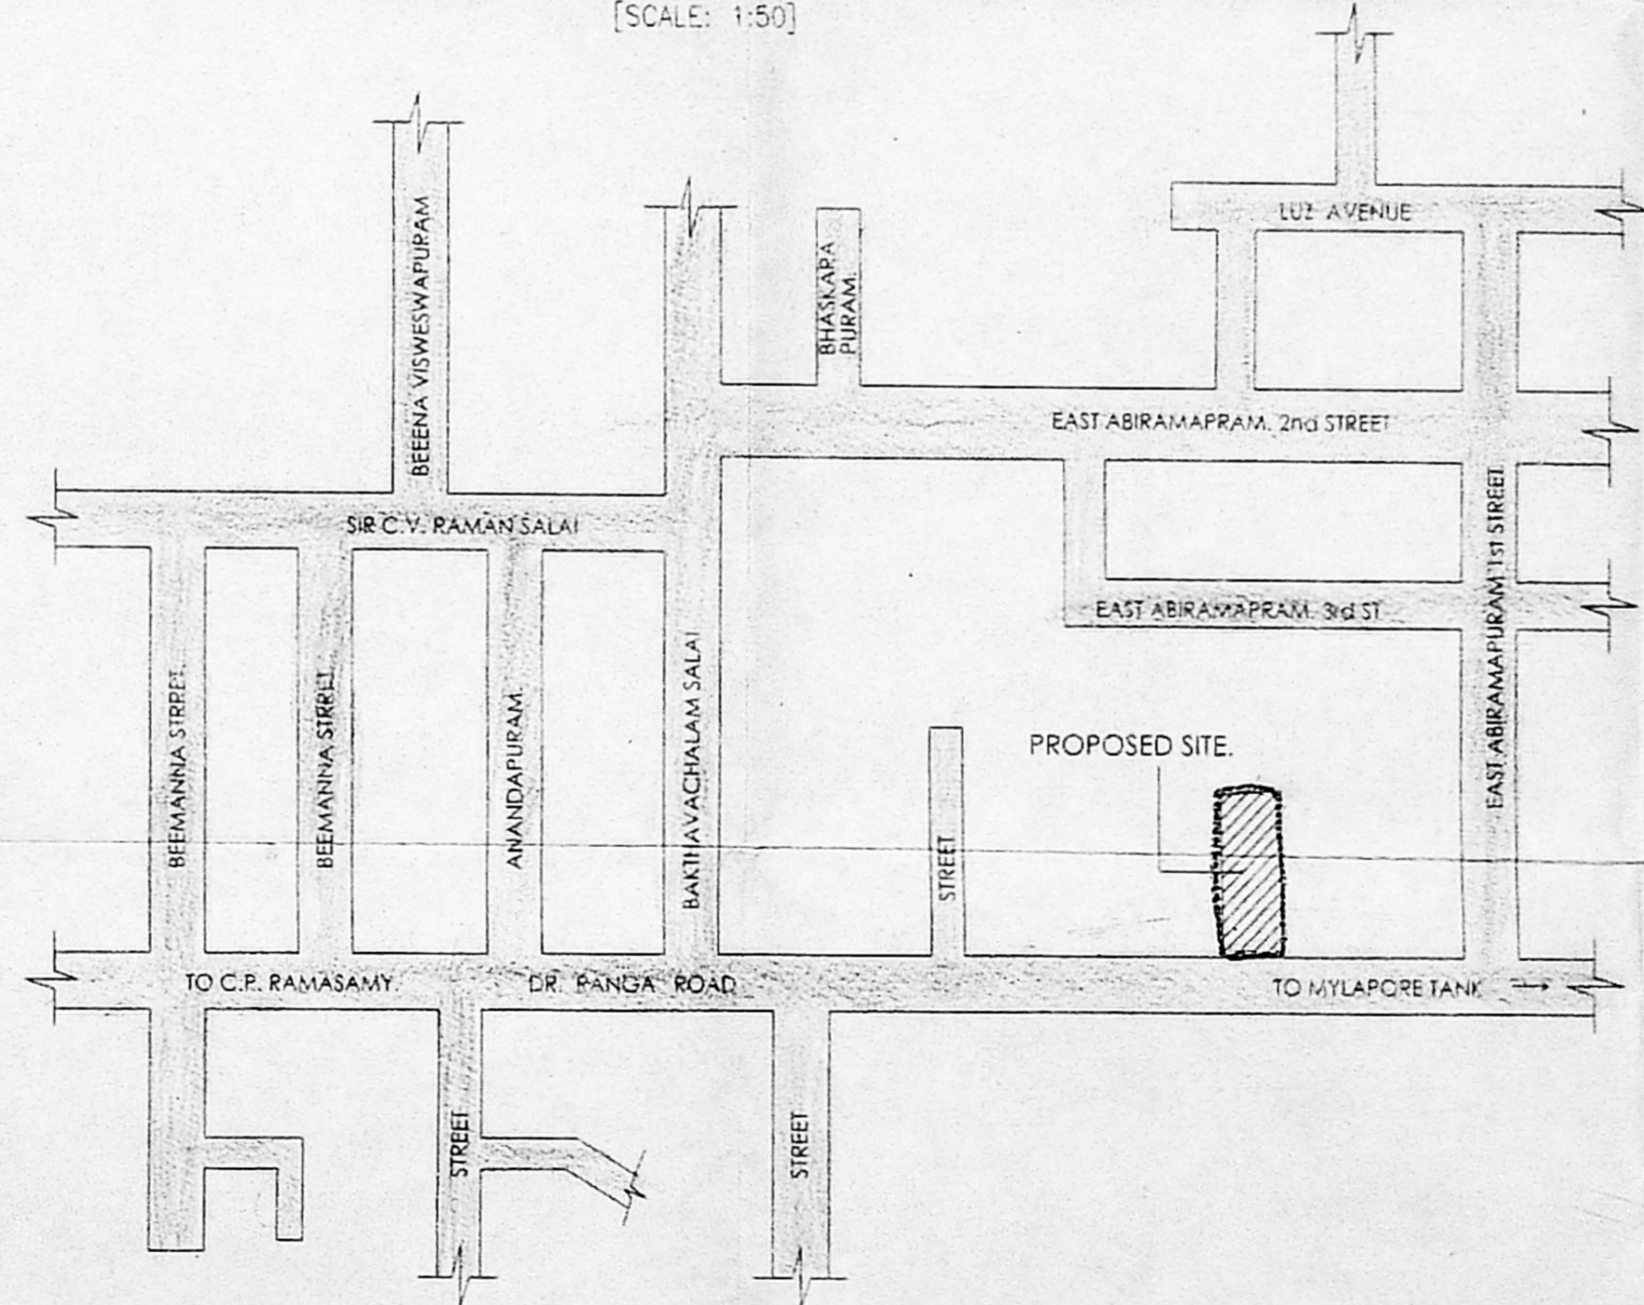 [SCALE: 1:50]
LUZ AVENUE
BEEENA VISWESWAPURAM
BHASKARA
PURAM.
EAST ABIRAMAPRAM. 2nd STREET
SIR C.V. RAMAN SALAI
EAST ABIRAMAPURAM 1st STREET
EAST ABIRAMAPRAM. 3rd ST
BEEMANNA STRRET.
BEEMANNA STRRET.
ANANDAPURAM.
BAKTHAVACHALAM SALAI
PROPOSED SITE.
STREET
TO C.P. RAMASAMY.
DR. RANGA ROAD
TO MYLAPORE TANK
STREET
STREET